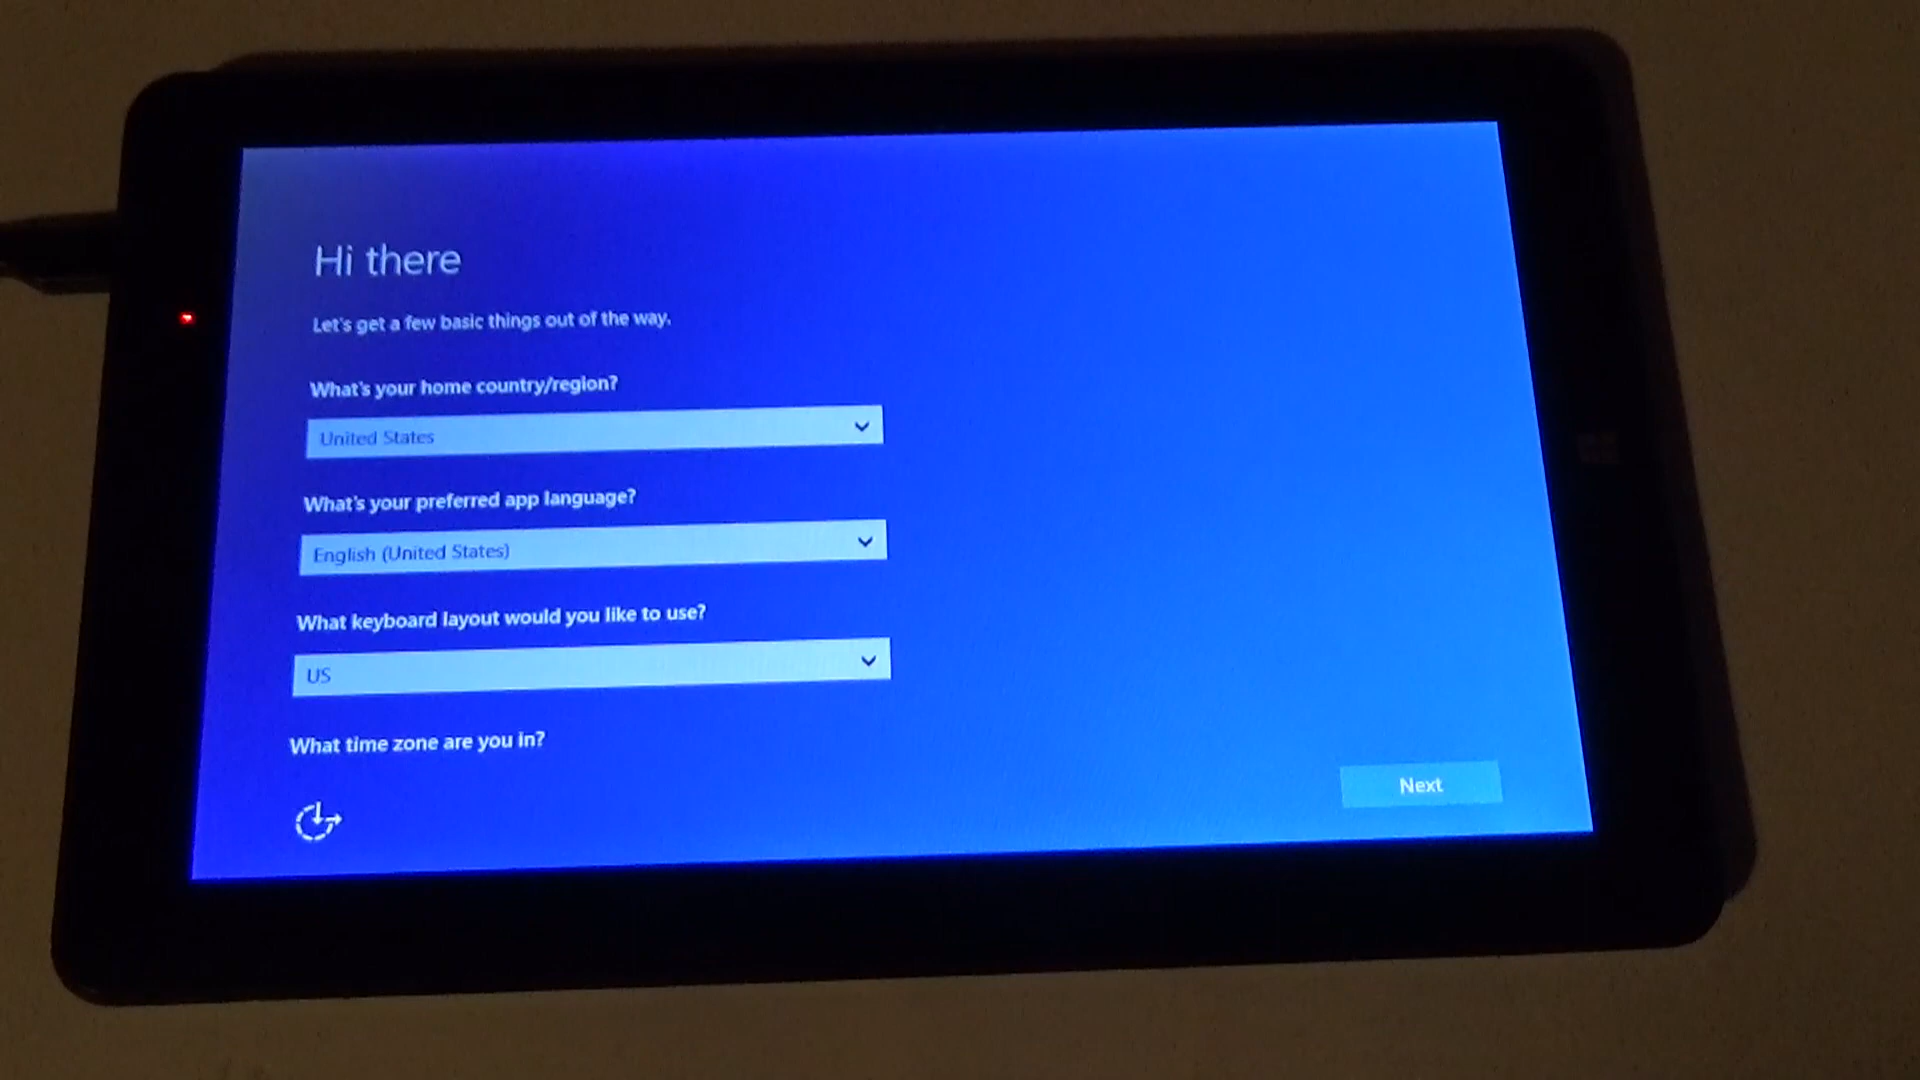 Hi there
Let's get a few basic things out of the way.
What's your home country/region?
United States
What's your preferred app language?
English (United States)
What keyboard layout would you like to use?
US
What time zone are you in?
Next